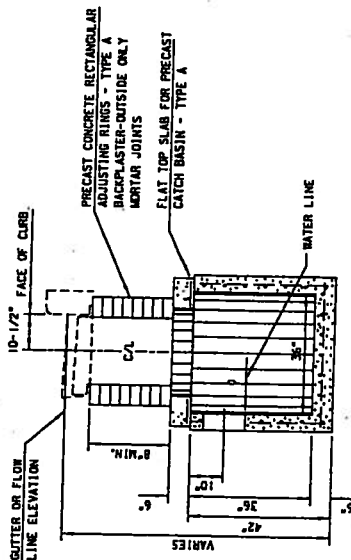 10-1/2"
FACE OF CURB
GUTTER OR FLOW
LINE ELEVATION
C/L
PRECAST CONCRETE RECTANGULAR
ADJUSTING RINGS - TYPE A
BACKPLASTER-OUTSIDE ONLY
MORTAR JOINTS
FLAT TOP SLAB FOR PRECAST
CATCH BASIN - TYPE A
WATER LINE
8" MIN.
6"
10"
36"
36"
42"
VARIES
6"